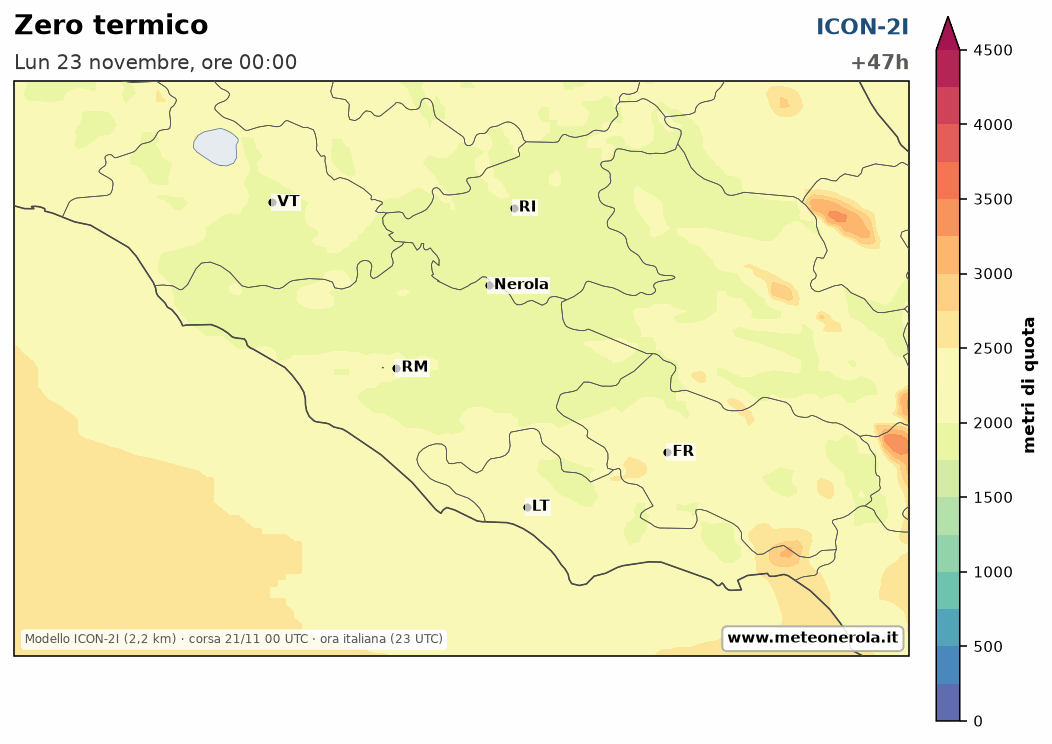 Zero termico
ICON-2I
Lun 23 novembre, ore 00:00
+47h
4500
4000
3500
3000
2500
2000
1500
1000
500
0
metri di quota
VT
RI
Nerola
RM
FR
LT
Modello ICON-2I (2,2 km) · corsa 21/11 00 UTC · ora italiana (23 UTC)
www.meteonerola.it